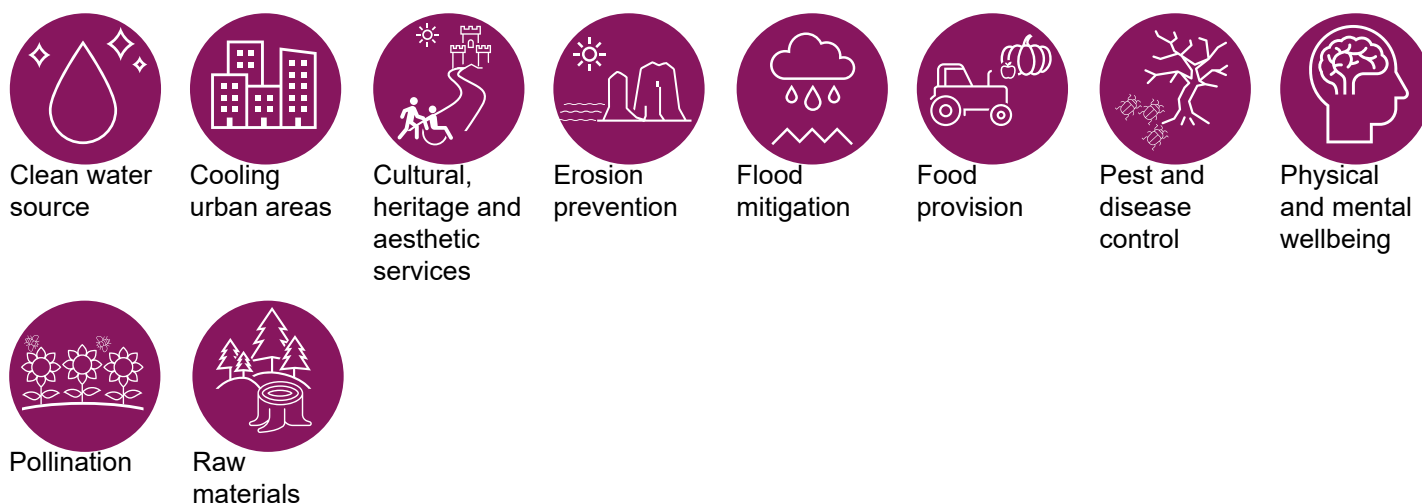 Clean water
source
Cooling
urban areas
Cultural,
heritage and
aesthetic
services
Erosion
prevention
Flood
mitigation
Food
provision
Pest and
disease
control
Physical
and mental
wellbeing
Pollination
Raw
materials